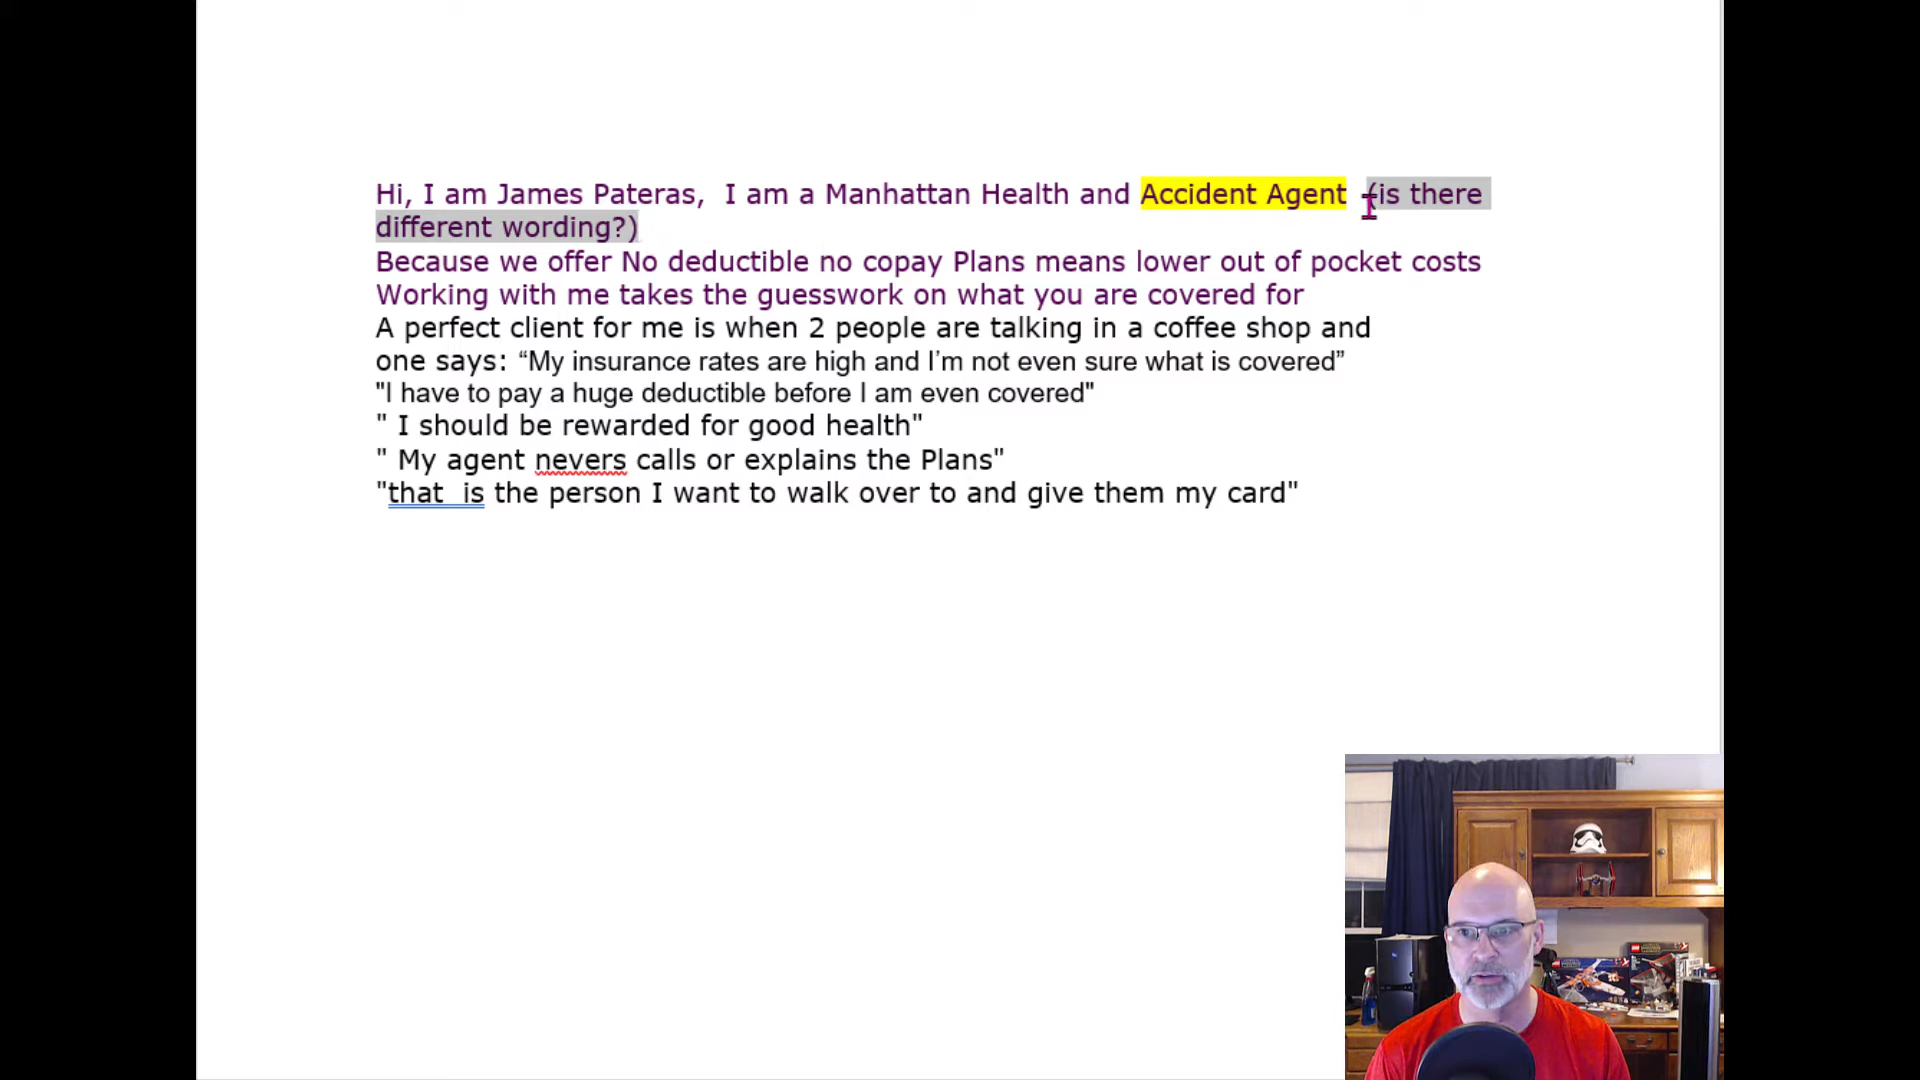 Hi, I am James Pateras,  I am a Manhattan Health and Accident Agent  (is there
different wording?)
Because we offer No deductible no copay Plans means lower out of pocket costs
Working with me takes the guesswork on what you are covered for
A perfect client for me is when 2 people are talking in a coffee shop and
one says: “My insurance rates are high and I’m not even sure what is covered”
"I have to pay a huge deductible before I am even covered"
" I should be rewarded for good health"
" My agent nevers calls or explains the Plans"
"that  is the person I want to walk over to and give them my card"